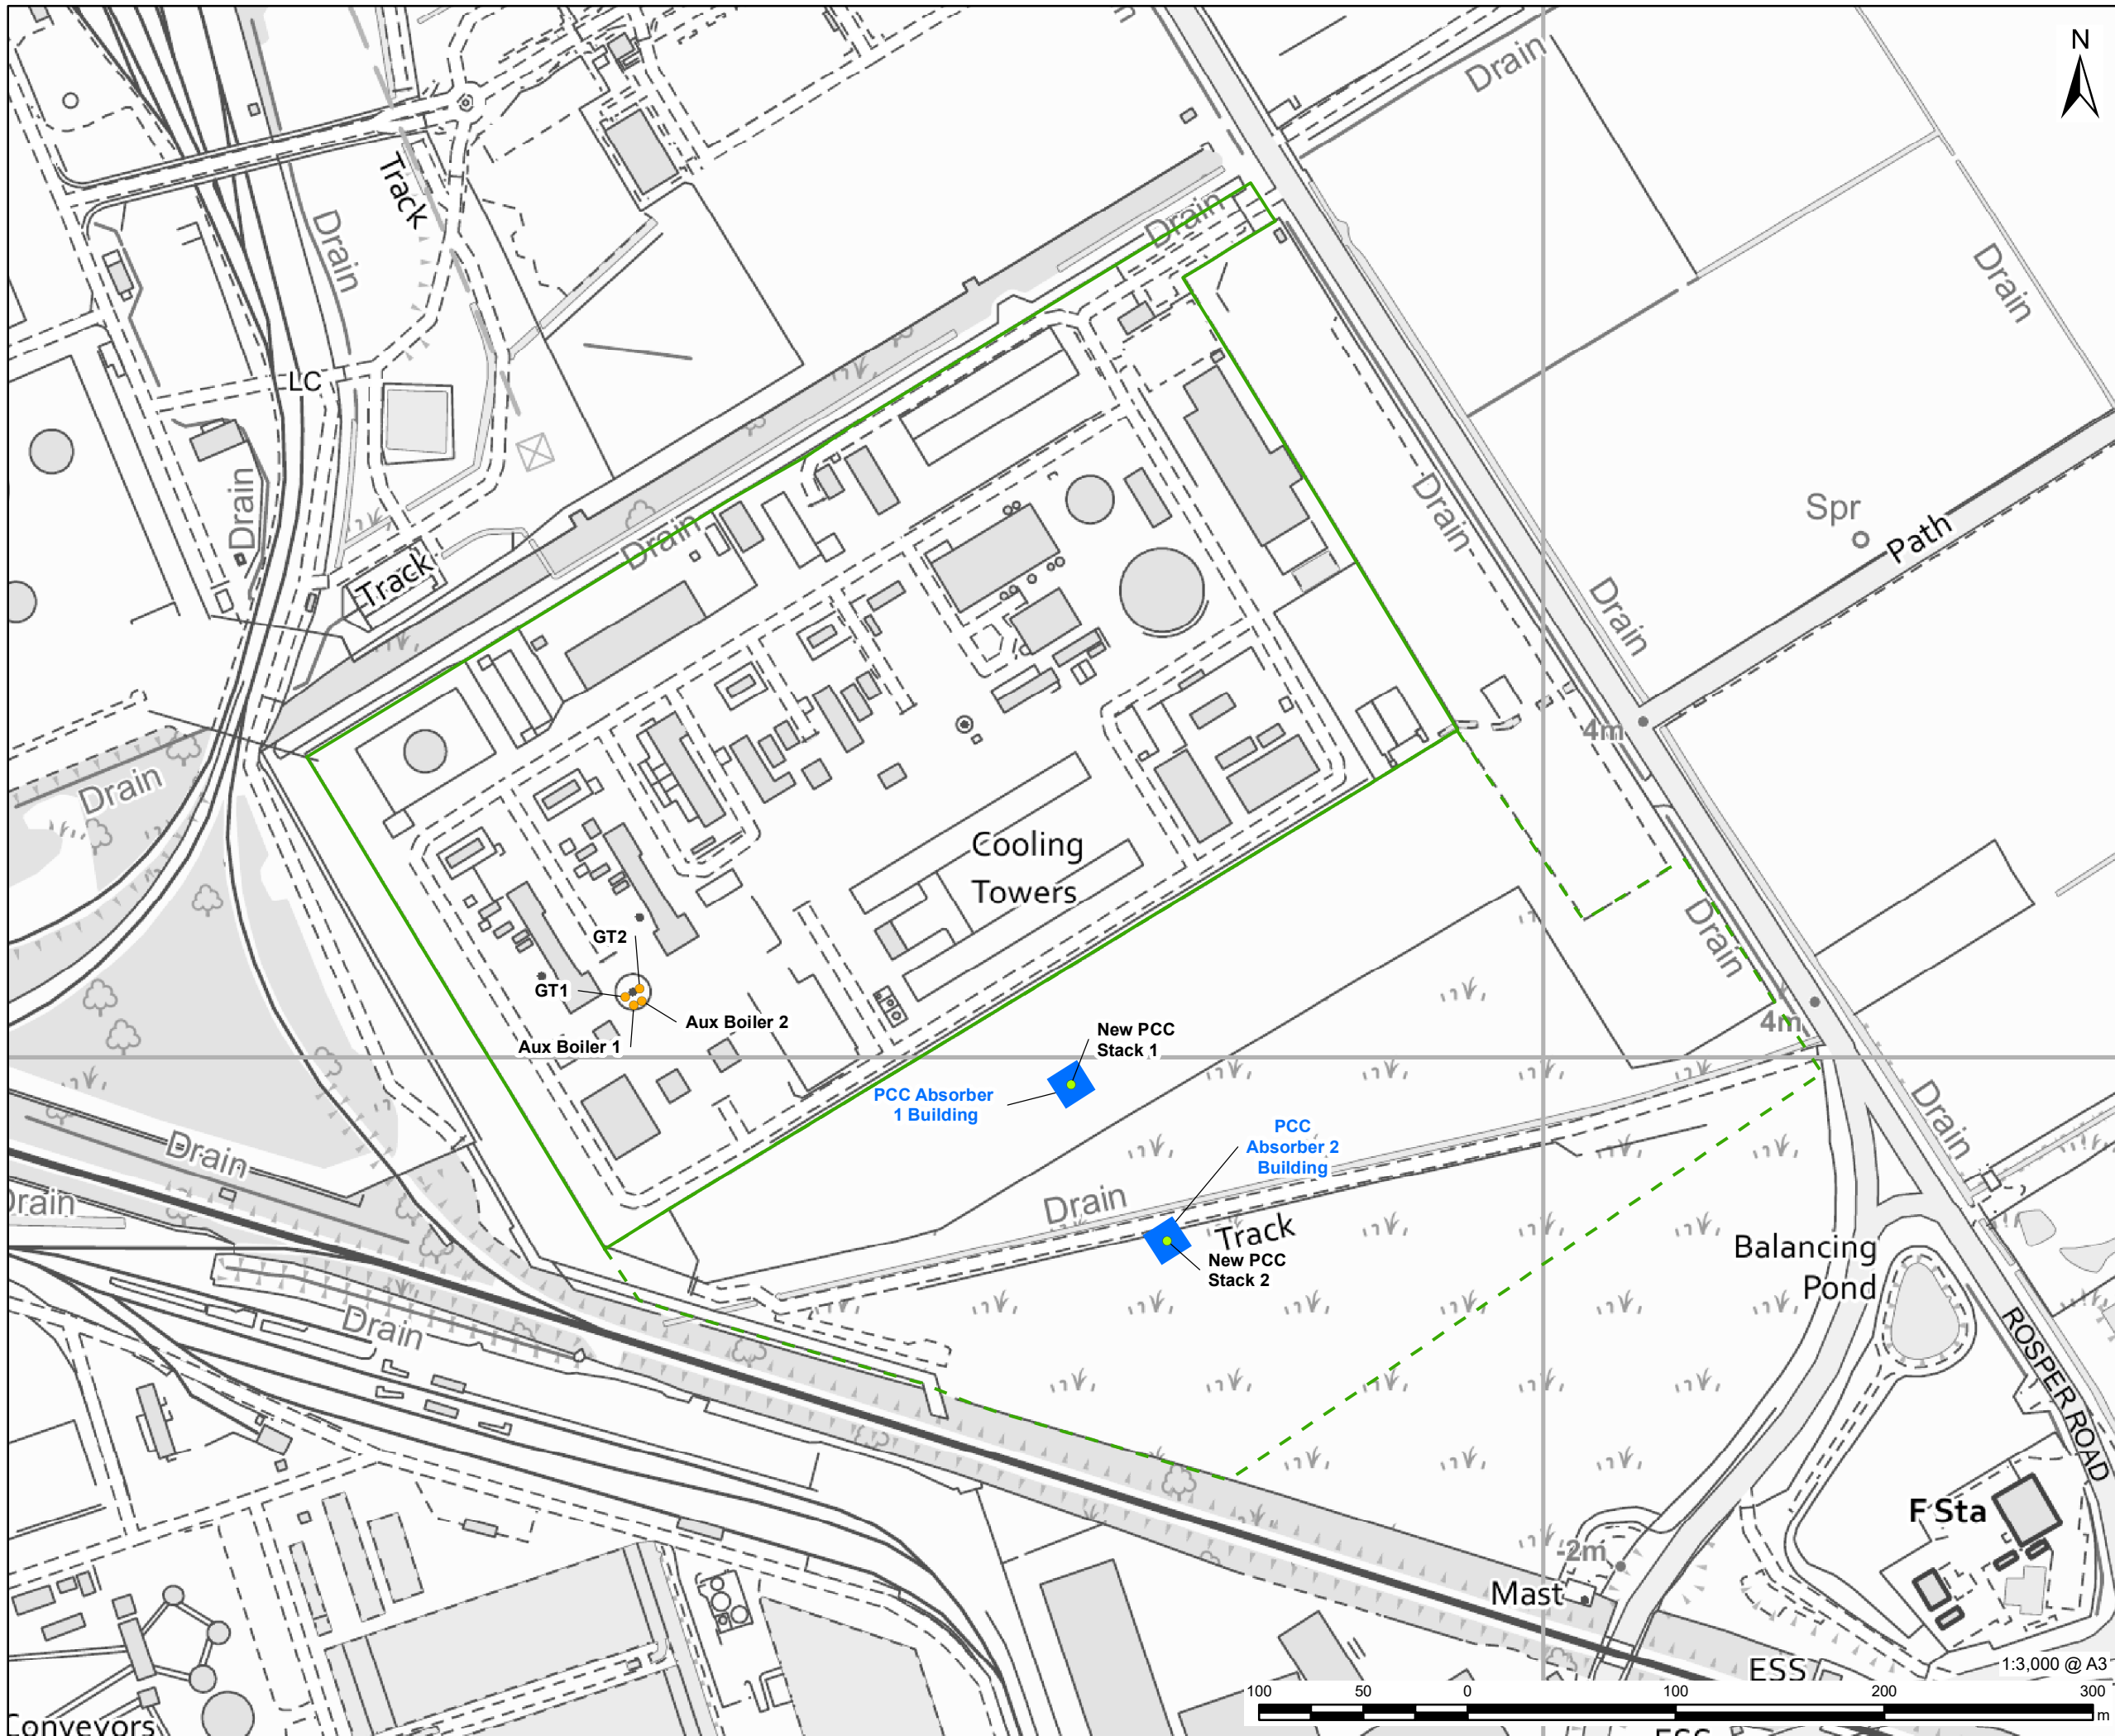 N
Drain
Drain
Track
Drain
Drain
Drain
LC
Drain
Drain
Drain
Spr
Path
Drain
Track
Drain
4m
Drain
Cooling
Towers
Drain
GT2
GT1
Aux Boiler 2
Aux Boiler 1
4m
New PCC
Stack 1
PCC Absorber
1 Building
PCC
Absorber 2
Building
Drain
Drain
Drain
Track
New PCC
Stack 2
Balancing
Pond
Drain
ROSPER ROAD
F Sta
-2m
Mast
ESS
1:3,000 @ A3
100 50 0 100 200 300
m
Conveyors